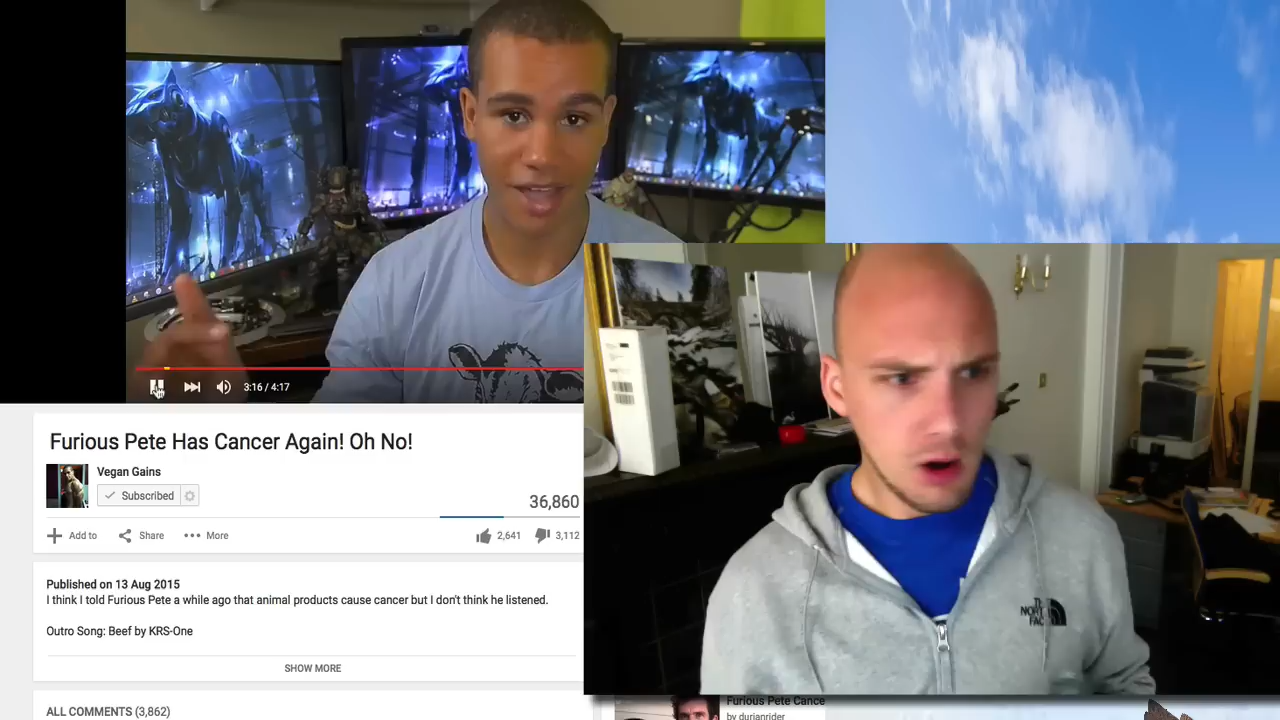 3:16 / 4:17
Furious Pete Has Cancer Again! Oh No!
Vegan Gains
Subscribed
36,860
Add to
Share
More
2,641
3,112
Published on 13 Aug 2015
I think I told Furious Pete a while ago that animal products cause cancer but I don't think he listened.
Outro Song: Beef by KRS-One
SHOW MORE
ALL COMMENTS (3,862)
THE
NORTH
FACE
Furious Pete Cance
by durianrider